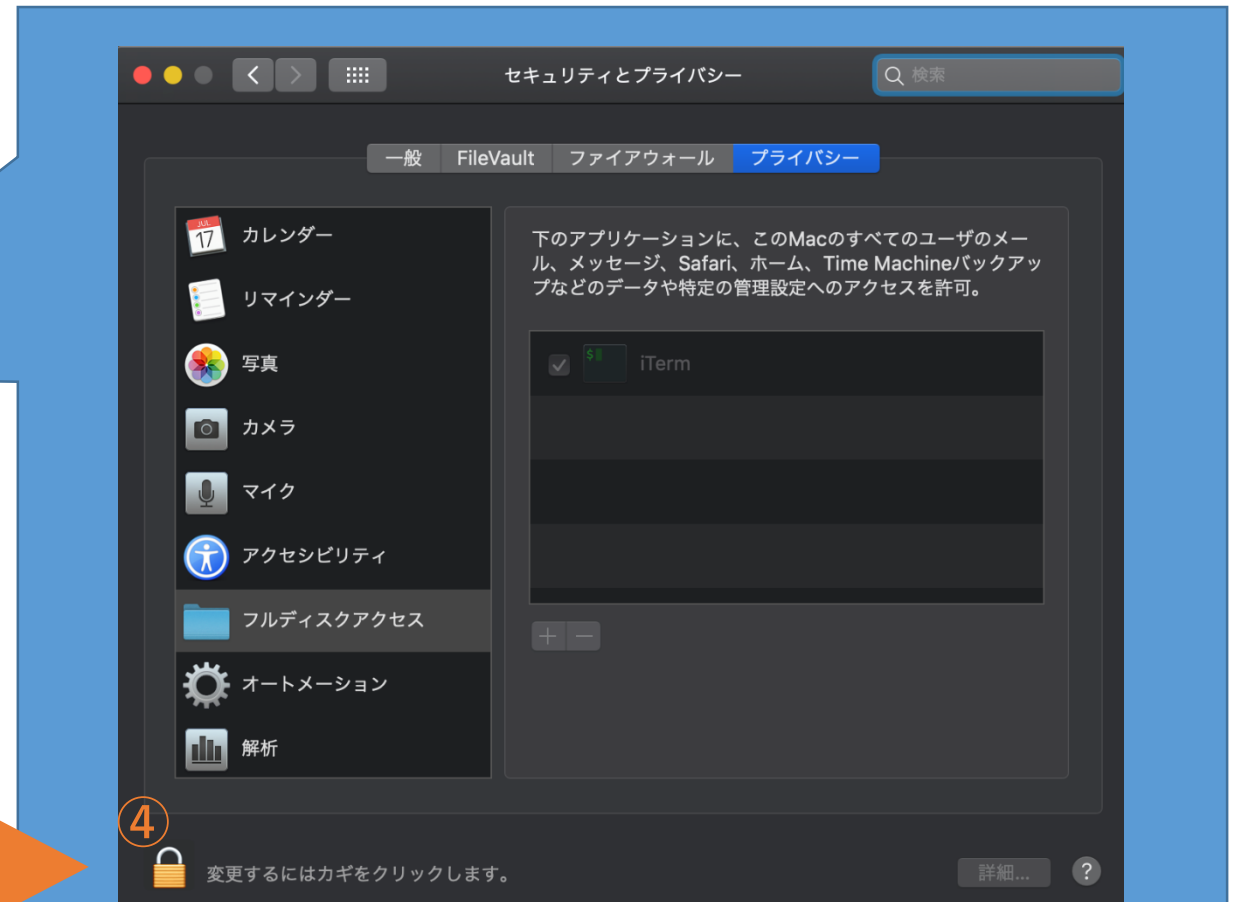 セキュリティとプライバシー
検索
一般
FileVault
ファイアウォール
プライバシー
JUL
17
カレンダー
リマインダー
写真
カメラ
マイク
アクセシビリティ
フルディスクアクセス
オートメーション
解析
下のアプリケーションに、このMacのすべてのユーザのメー
ル、メッセージ、Safari、ホーム、Time Machineバックアッ
プなどのデータや特定の管理設定へのアクセスを許可。
$
iTerm
④
変更するにはカギをクリックします。
詳細...
?